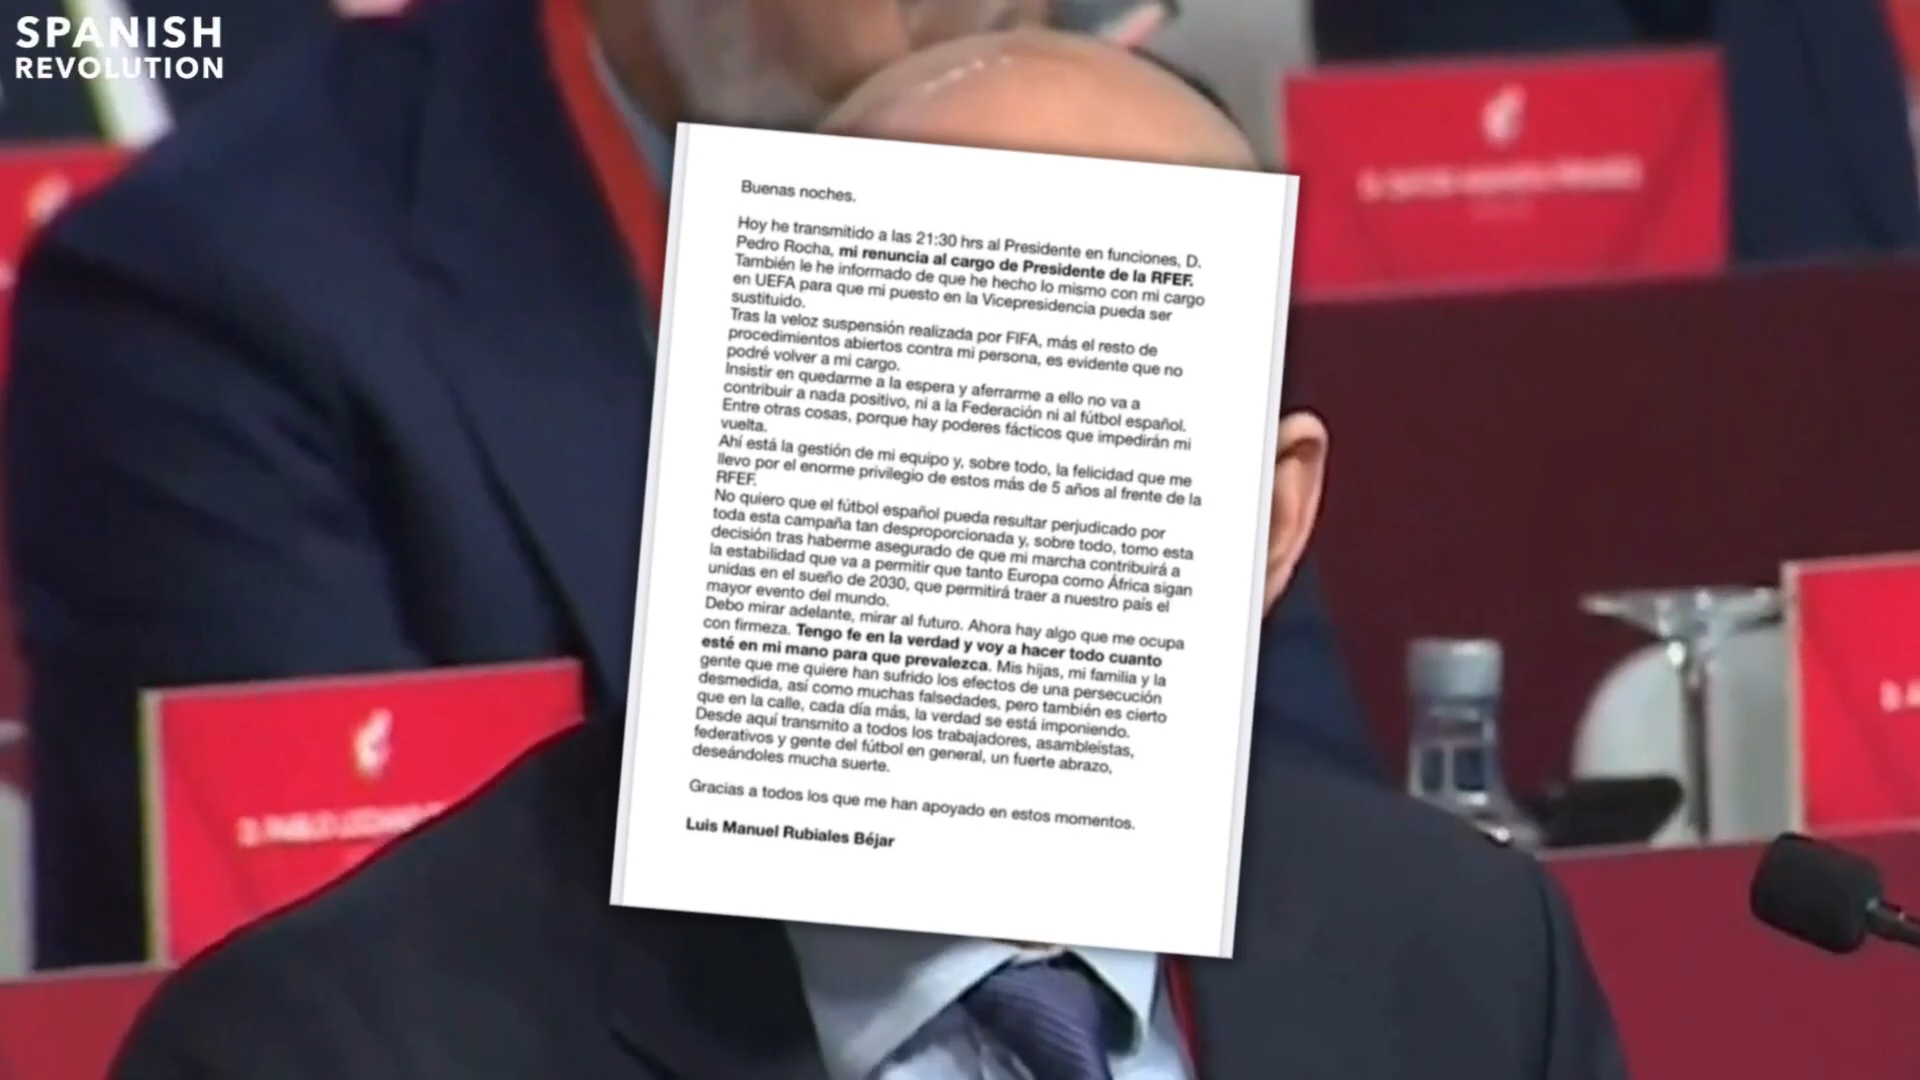 SPANISH
REVOLUTION
Buenas noches.
Hoy he transmitido a las 21:30 hrs al Presidente en funciones, D.
Pedro Rocha, mi renuncia al cargo de Presidente de la RFEF.
También le he informado de que he hecho lo mismo con mi cargo
en UEFA para que mi puesto en la Vicepresidencia pueda ser
sustituido.
Tras la veloz suspensión realizada por FIFA, más el resto de
procedimientos abiertos contra mi persona, es evidente que no
podré volver a mi cargo.
Insistir en quedarme a la espera y aferrarme a ello no va a
contribuir a nada positivo, ni a la Federación ni al fútbol español.
Entre otras cosas, porque hay poderes fácticos que impedirán mi
vuelta.
Ahí está la gestión de mi equipo y, sobre todo, la felicidad que me
llevo por el enorme privilegio de estos más de 5 años al frente de la
RFEF.
No quiero que el fútbol español pueda resultar perjudicado por
toda esta campaña tan desproporcionada y, sobre todo, tomo esta
decisión tras haberme asegurado de que mi marcha contribuirá a
la estabilidad que va a permitir que tanto Europa como África sigan
unidas en el sueño de 2030, que permitirá traer a nuestro país el
mayor evento del mundo.
Debo mirar adelante, mirar al futuro. Ahora hay algo que me ocupa
con firmeza. Tengo fe en la verdad y voy a hacer todo cuanto
esté en mi mano para que prevalezca. Mis hijas, mi familia y la
gente que me quiere han sufrido los efectos de una persecución
desmedida, así como muchas falsedades, pero también es cierto
que en la calle, cada día más, la verdad se está imponiendo.
Desde aquí transmito a todos los trabajadores, asambleístas,
federativos y gente del fútbol en general, un fuerte abrazo,
deseándoles mucha suerte.
Gracias a todos los que me han apoyado en estos momentos.
Luis Manuel Rubiales Béjar